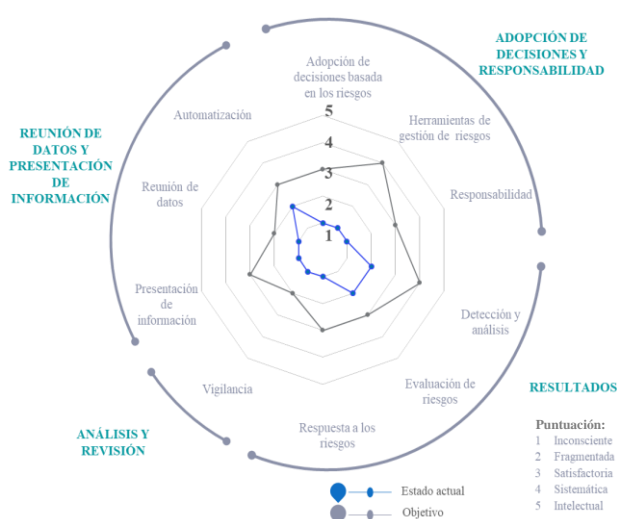 ADOPCIÓN DE
DECISIONES Y
RESPONSABILIDAD
Adopción de
decisiones basada
en los riesgos
Automatización
Herramientas de
gestión de riesgos
REUNIÓN DE
DATOS Y
PRESENTACIÓN
DE
INFORMACIÓN
5
4
3
2
1
Reunión de
datos
Responsabilidad
Presentación
de
información
Detección y
análisis
Vigilancia
Evaluación de
riesgos
RESULTADOS
Respuesta a los
riesgos
ANÁLISIS Y
REVISIÓN
Puntuación:
1 Inconsciente
2 Fragmentada
3 Satisfactoria
4 Sistemática
5 Intelectual
Estado actual
Objetivo